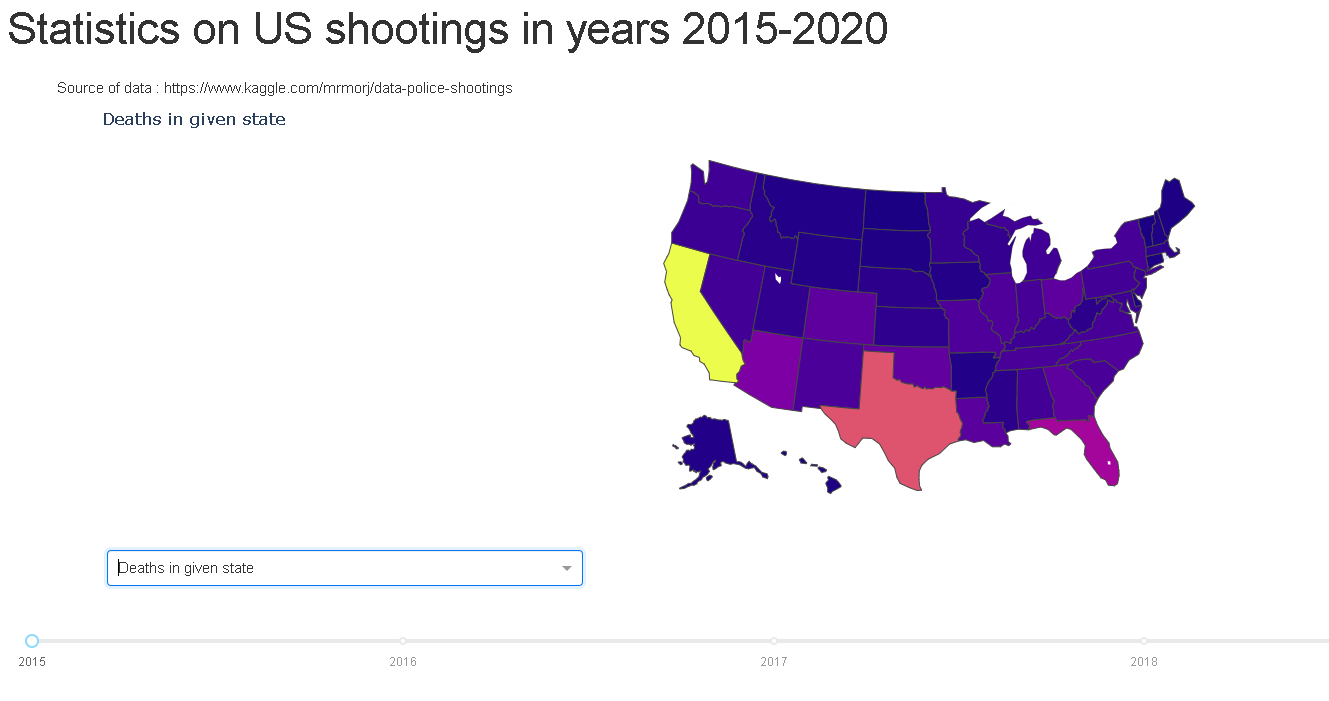 Statistics on US shootings in years 2015-2020
Source of data : https://www.kaggle.com/mrmorj/data-police-shootings
Deaths in given state
Deaths in given state
2015 2016 2017 2018